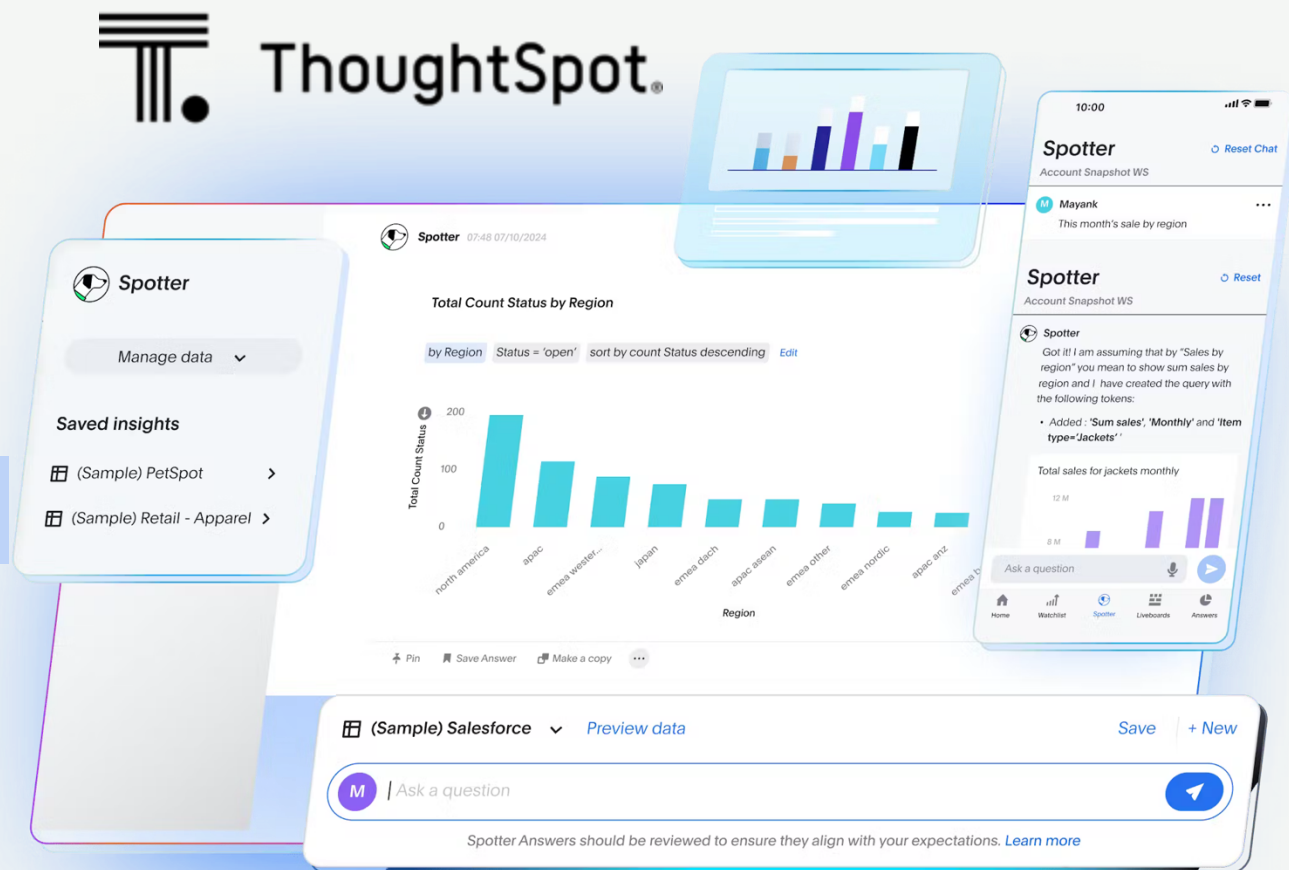 ThoughtSpot®
Spotter
Manage data
Saved insights
(Sample) PetSpot
(Sample) Retail - Apparel
Spotter 07:48 07/10/2024
Total Count Status by Region
by Region Status = 'open' sort by count Status descending Edit
Total Count Status
200
100
0
north america
apac
emea wester...
japan
emea dach
apac asean
emea other
emea nordic
apac anz
Region
Pin Save Answer Make a copy
10:00
Spotter Reset Chat
Account Snapshot WS
M Mayank
This month's sale by region
Spotter Reset
Account Snapshot WS
Spotter
Got it! I am assuming that by "Sales by
region" you mean to show sum sales by
region and I have created the query with
the following tokens:
• Added : 'Sum sales', 'Monthly' and 'Item
type='Jackets' '
Total sales for jackets monthly
12 M
8 M
Ask a question
Home Watchlist Spotter Liveboards Answers
(Sample) Salesforce Preview data Save + New
M Ask a question
Spotter Answers should be reviewed to ensure they align with your expectations. Learn more